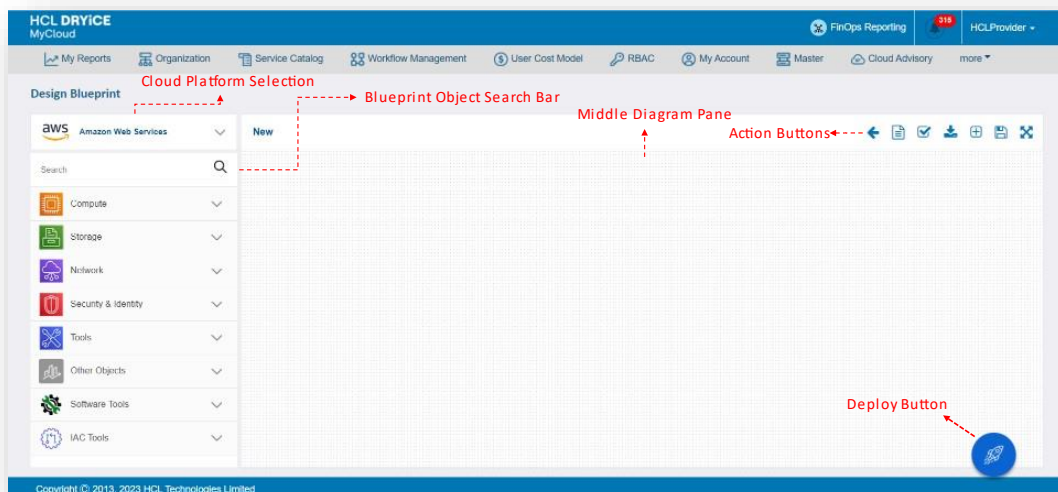 HCL DRYiCE
MyCloud
FinOps Reporting
316
HCLProvider
My Reports
Organization
Service Catalog
Workflow Management
User Cost Model
RBAC
My Account
Master
Cloud Advisory
more
Cloud Platform Selection
Design Blueprint
Blueprint Object Search Bar
Middle Diagram Pane
aws Amazon Web Services
New
Action Buttons
Search
Compute
Storage
Network
Security & Identity
Tools
Other Objects
Software Tools
IAC Tools
Deploy Button
Copyright © 2013, 2023 HCL Technologies Limited